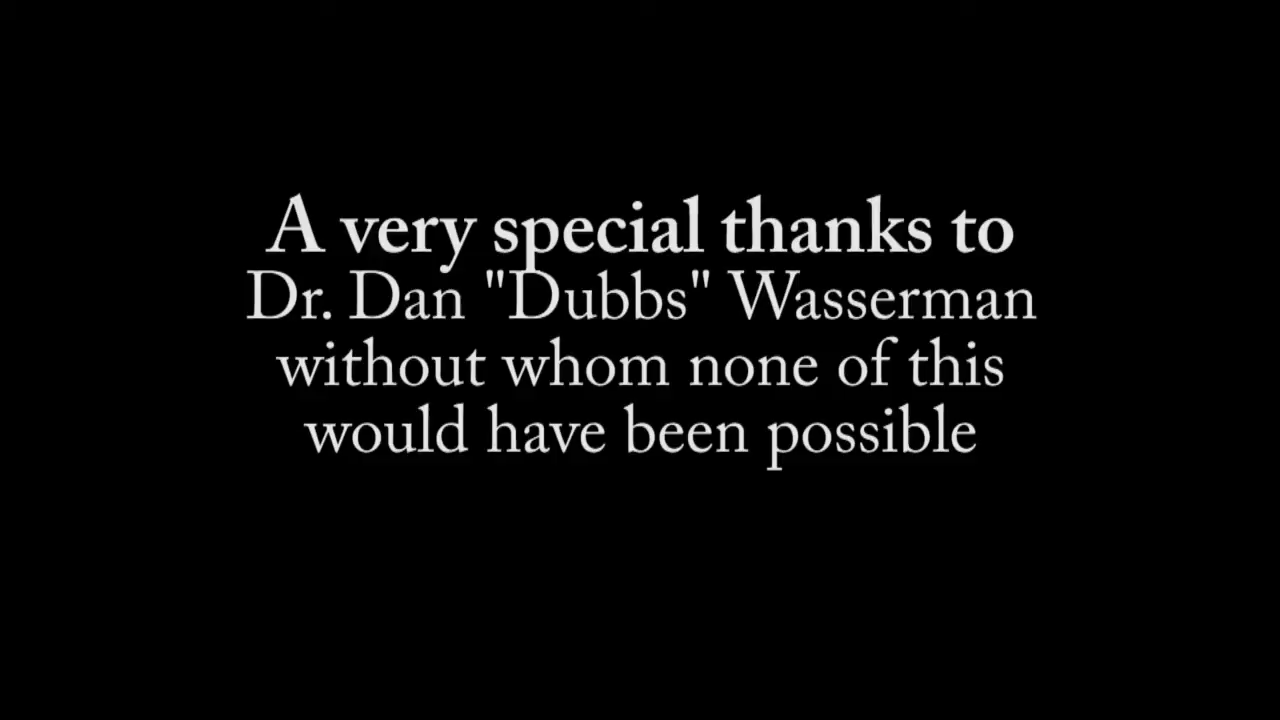 A very special thanks to
Dr. Dan "Dubbs" Wasserman
without whom none of this
would have been possible